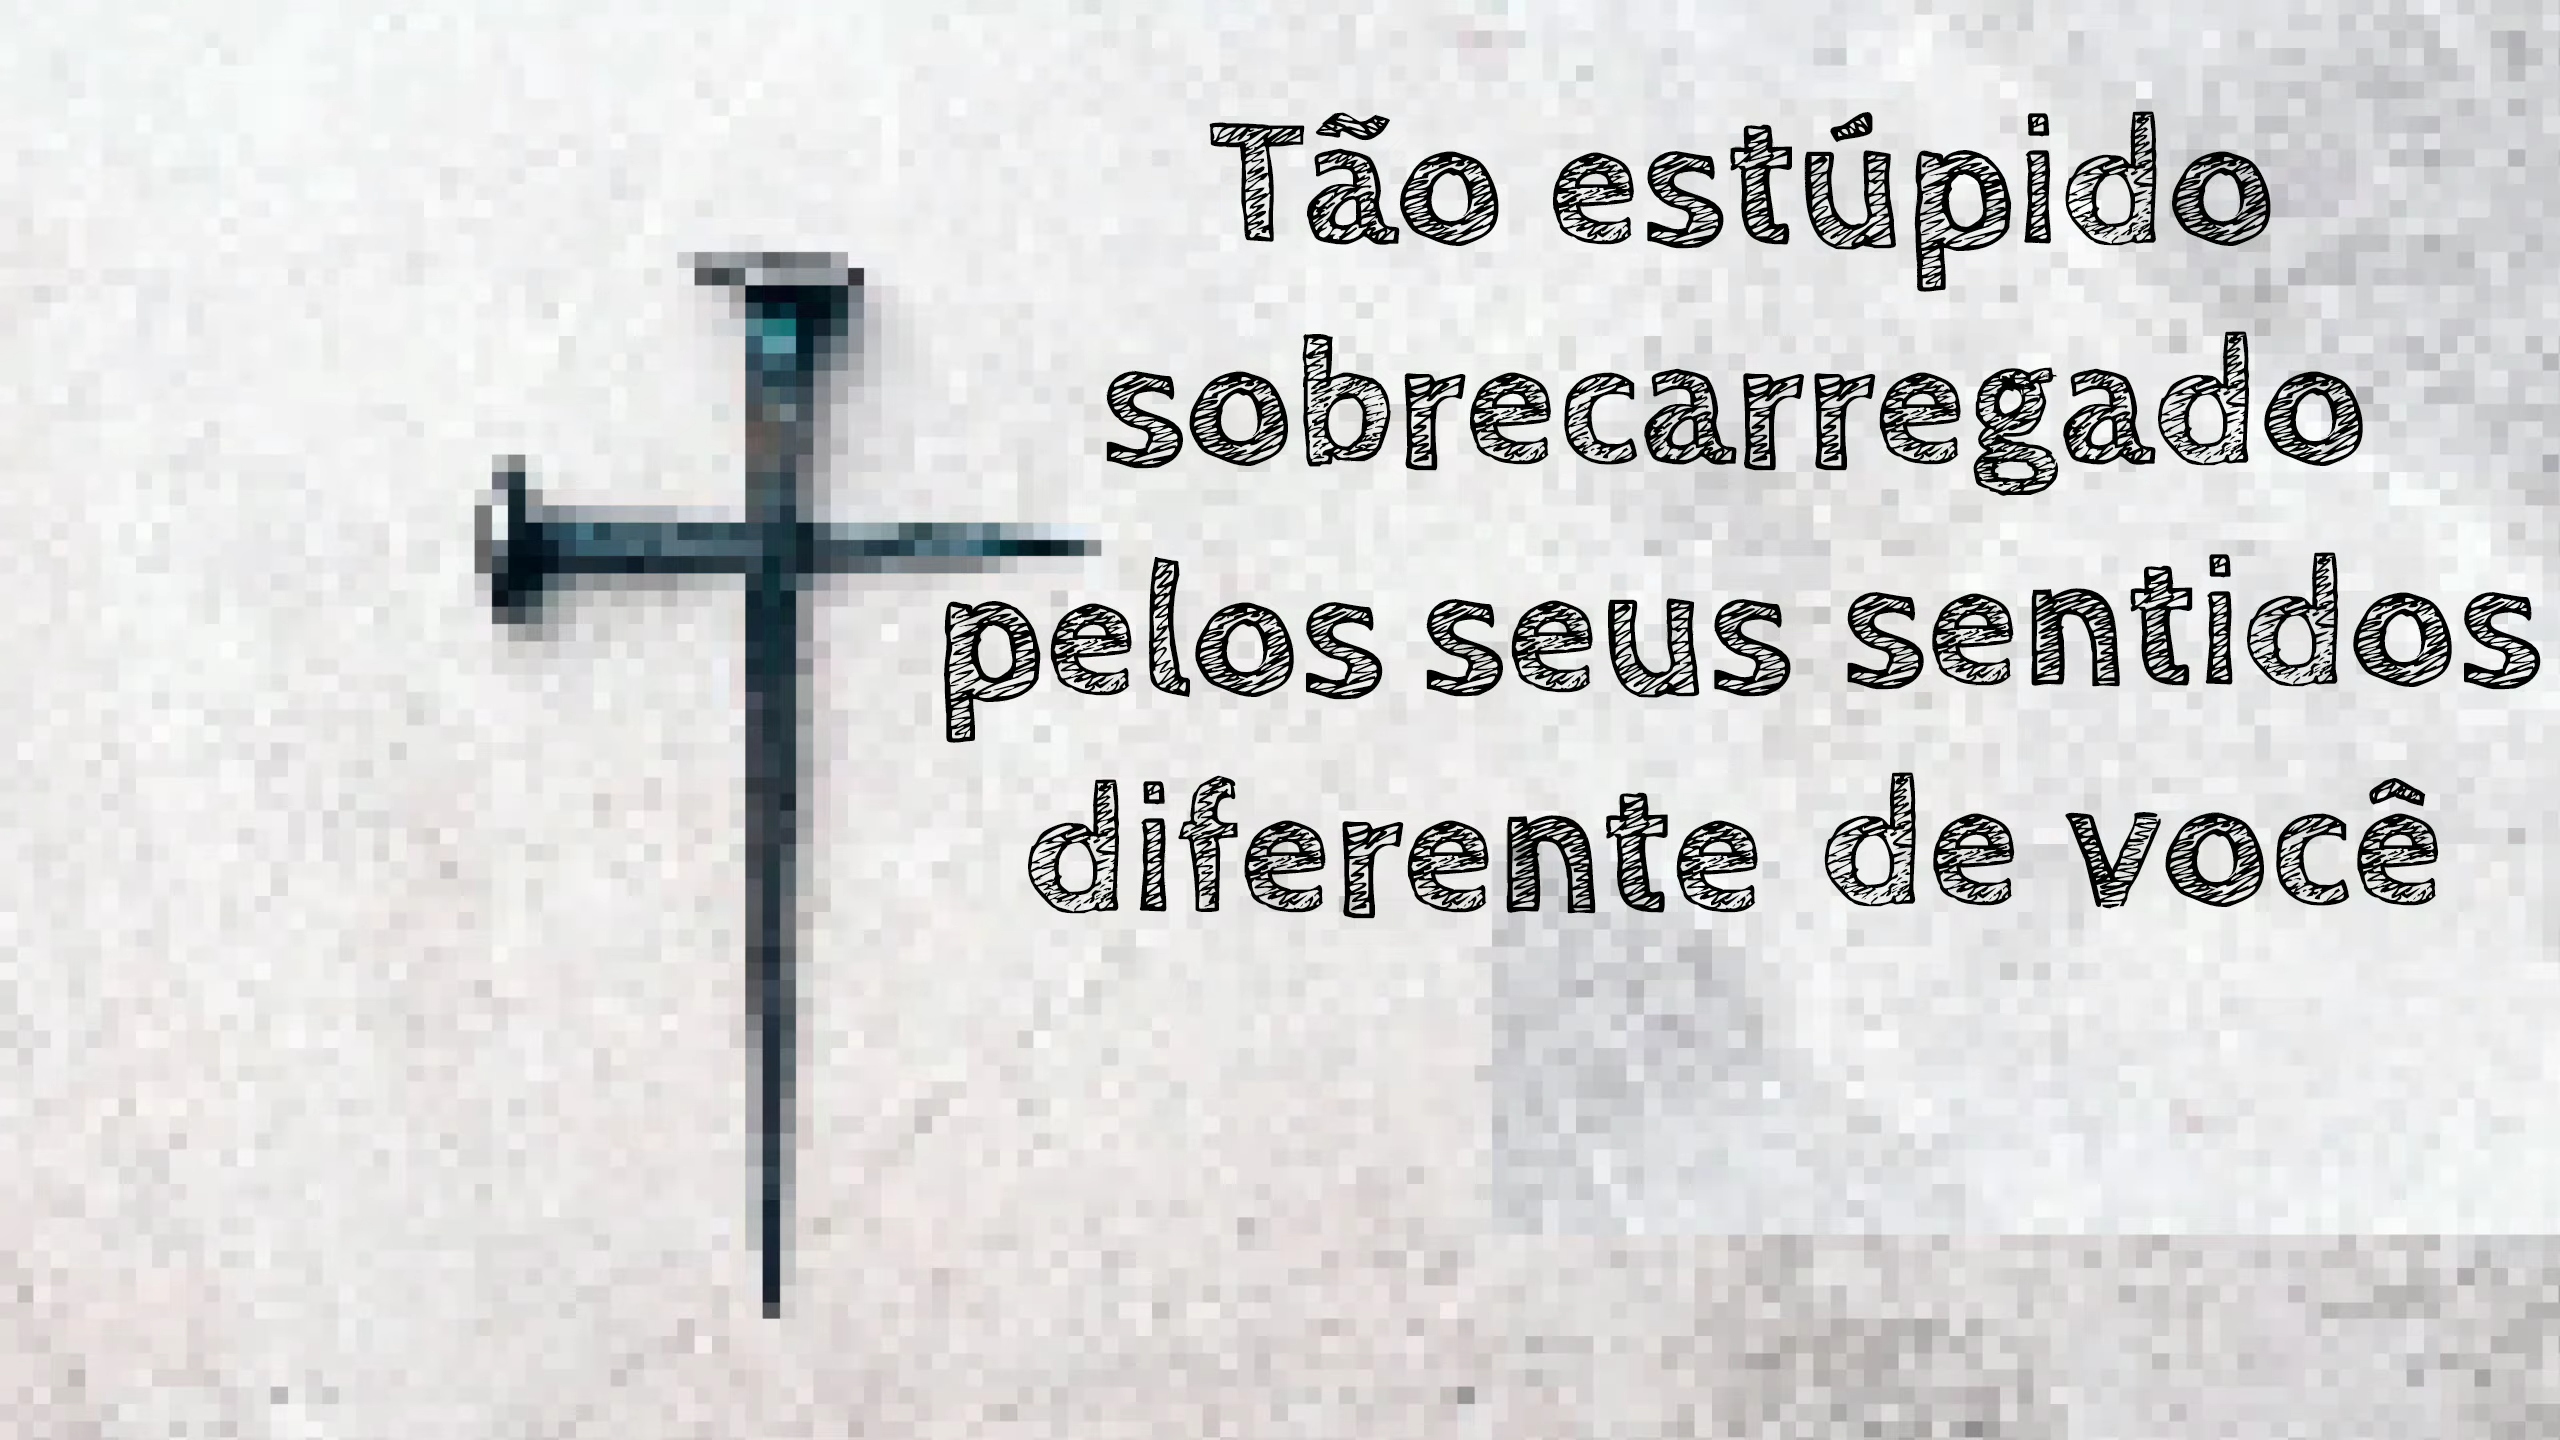 Tão estúpido
sobrecarregado
pelos seus sentidos
diferente de você